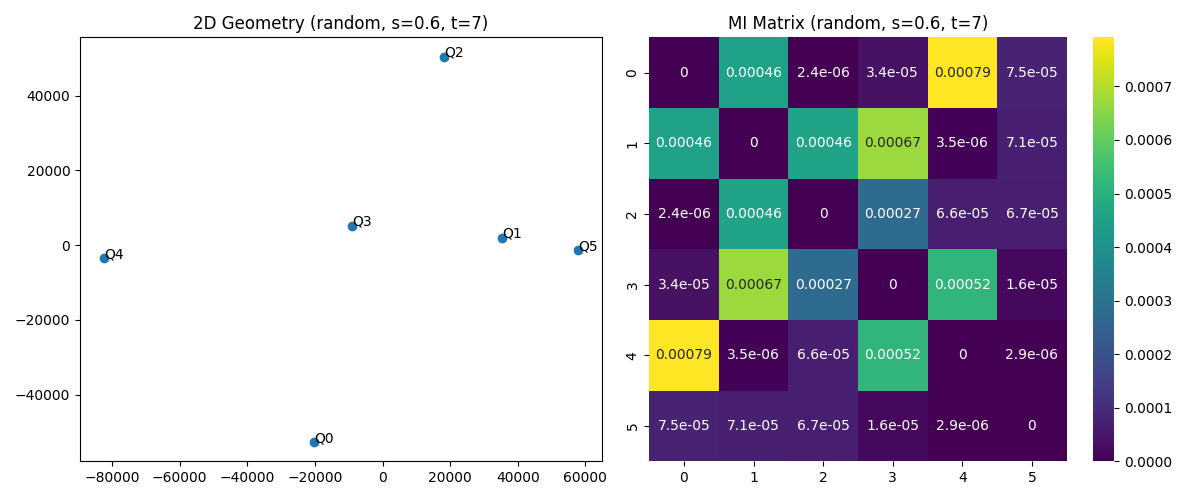 2D Geometry (random, s=0.6, t=7)
40000
20000
0
−20000
−40000
−80000 −60000 −40000 −20000 0 20000 40000 60000
Q2
Q3
Q1
Q5
Q4
Q0
MI Matrix (random, s=0.6, t=7)
0 0 0.00046 2.4e-06 3.4e-05 0.00079 7.5e-05
1 0.00046 0 0.00046 0.00067 3.5e-06 7.1e-05
2 2.4e-06 0.00046 0 0.00027 6.6e-05 6.7e-05
3 3.4e-05 0.00067 0.00027 0 0.00052 1.6e-05
4 0.00079 3.5e-06 6.6e-05 0.00052 0 2.9e-06
5 7.5e-05 7.1e-05 6.7e-05 1.6e-05 2.9e-06 0
0 1 2 3 4 5
0.0007
0.0006
0.0005
0.0004
0.0003
0.0002
0.0001
0.0000